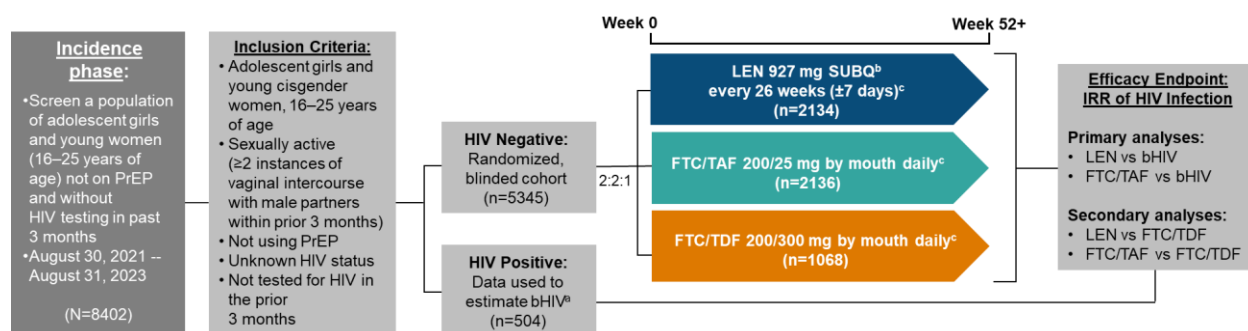 Incidence
phase:
•Screen a population
of adolescent girls
and young women
(16–25 years of
age) not on PrEP
and without
HIV testing in past
3 months
•August 30, 2021 --
August 31, 2023
(N=8402)
Inclusion Criteria:
• Adolescent girls and
young cisgender
women, 16–25 years
of age
• Sexually active
(≥2 instances of
vaginal intercourse
with male partners
within prior 3 months)
• Not using PrEP
• Unknown HIV status
• Not tested for HIV in
the prior
3 months
HIV Negative:
Randomized,
blinded cohort
(n=5345)
HIV Positive:
Data used to
estimate bHIVᵃ
(n=504)
2:2:1
Week 0
Week 52+
LEN 927 mg SUBQᵇ
every 26 weeks (±7 days)ᶜ
(n=2134)
FTC/TAF 200/25 mg by mouth dailyᶜ
(n=2136)
FTC/TDF 200/300 mg by mouth dailyᶜ
(n=1068)
Efficacy Endpoint:
IRR of HIV Infection
Primary analyses:
• LEN vs bHIV
• FTC/TAF vs bHIV
Secondary analyses:
• LEN vs FTC/TDF
• FTC/TAF vs FTC/TDF